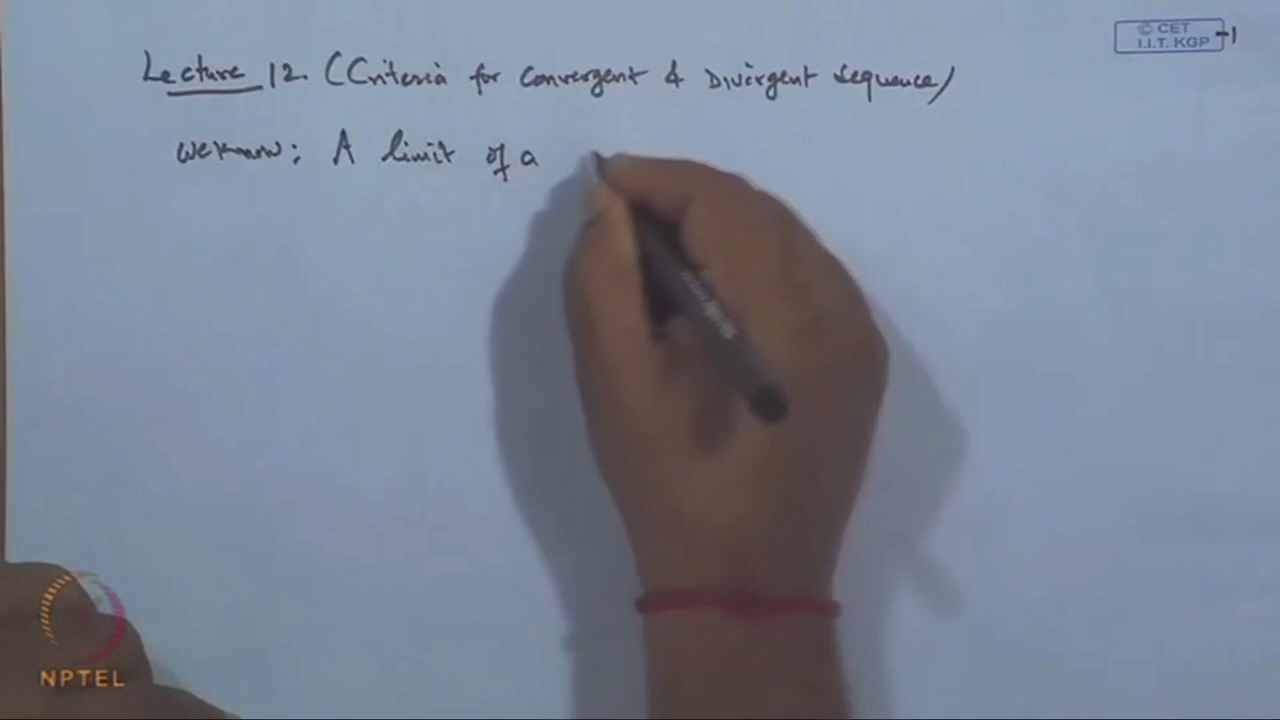 © CET
I.I.T. KGP
Lecture 12. (Criteria for Convergent & Divergent Sequence)
We know: A limit of a
NPTEL